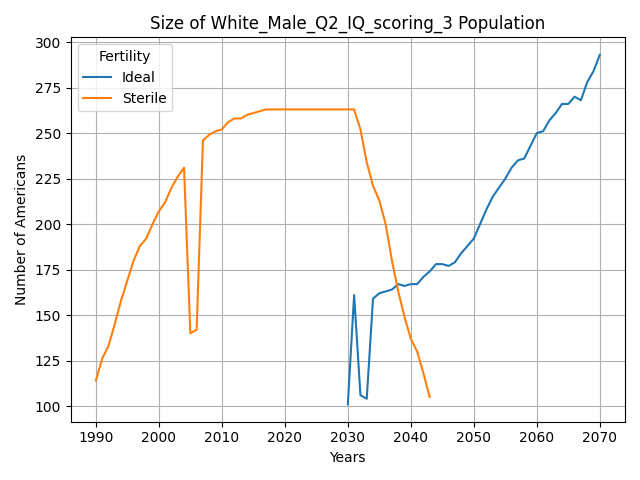 Size of White_Male_Q2_IQ_scoring_3 Population
Fertility
Ideal
Sterile
Number of Americans
300
275
250
225
200
175
150
125
100
1990 2000 2010 2020 2030 2040 2050 2060 2070
Years